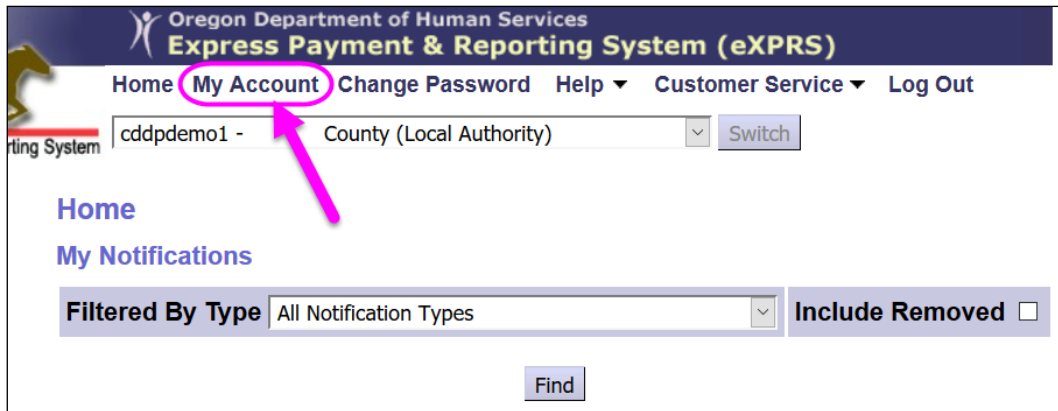 Oregon Department of Human Services
Express Payment & Reporting System (eXPRS)
Home My Account Change Password Help Customer Service Log Out
rting System
cddpdemo1 - County (Local Authority) Switch
Home
My Notifications
Filtered By Type All Notification Types Include Removed
Find